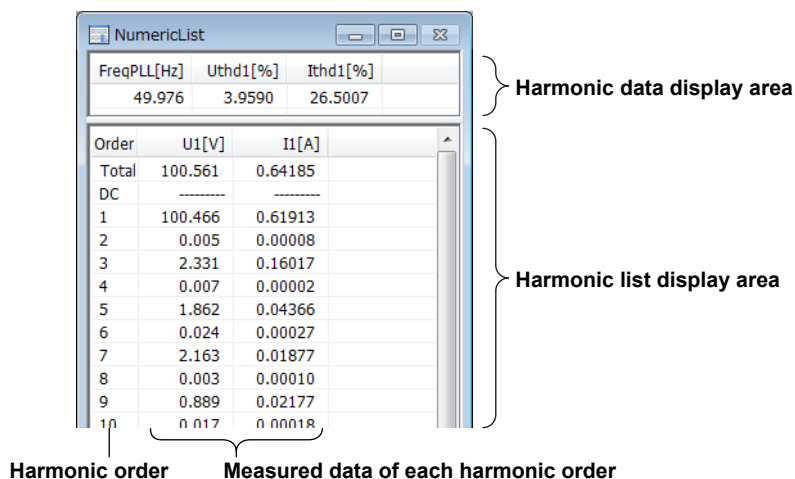 NumericList
FreqPLL[Hz] Uthd1[%] Ithd1[%]
49.976 3.9590 26.5007
Harmonic data display area
Order U1[V] I1[A]
Total 100.561 0.64185
DC --------- ---------
1 100.466 0.61913
2 0.005 0.00008
3 2.331 0.16017
4 0.007 0.00002
Harmonic list display area
5 1.862 0.04366
6 0.024 0.00027
7 2.163 0.01877
8 0.003 0.00010
9 0.889 0.02177
10 0.017 0.00018
Harmonic order Measured data of each harmonic order